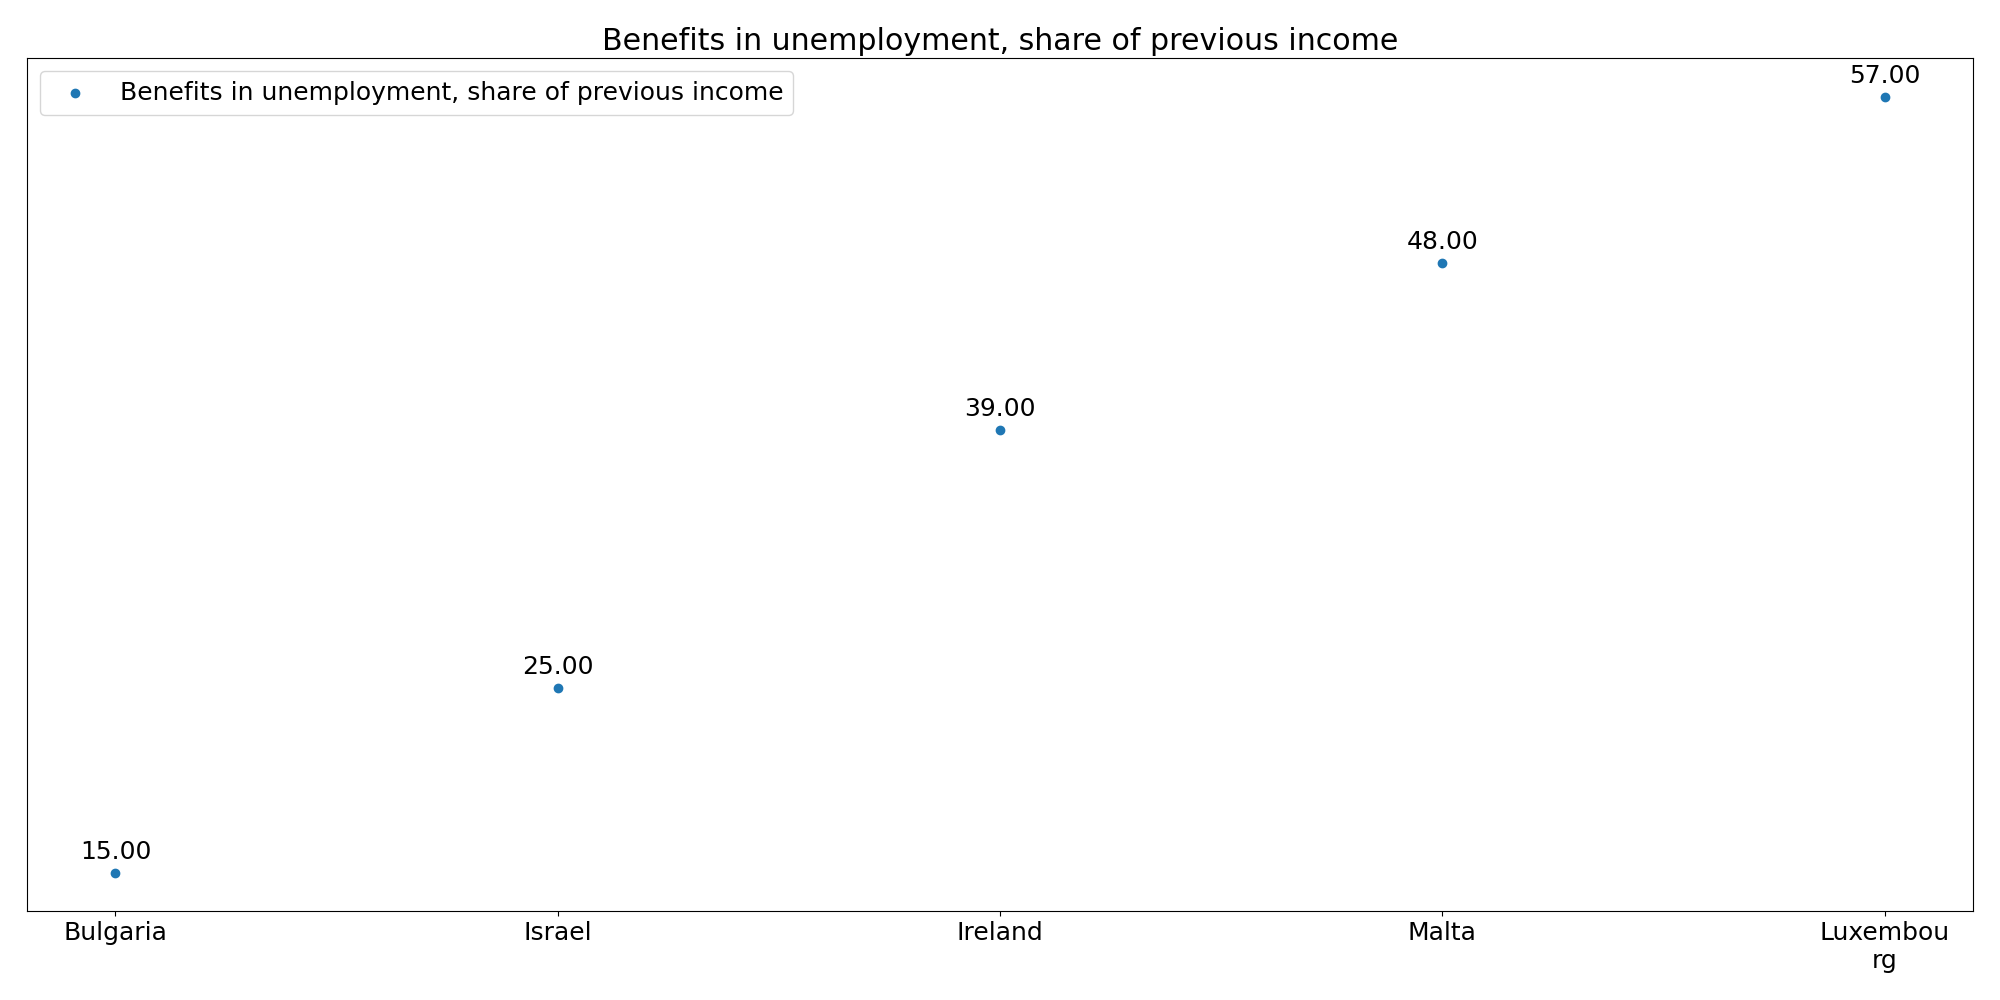 Benefits in unemployment, share of previous income
Benefits in unemployment, share of previous income
57.00
48.00
39.00
25.00
15.00
Bulgaria
Israel
Ireland
Malta
Luxembou
rg